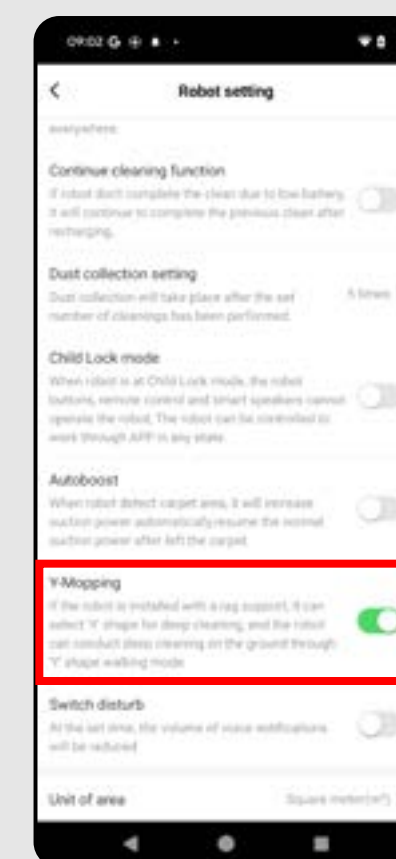 09:02 G
Robot setting
everywhere.
Continue cleaning function
If robot don't complete the clean due to low battery,
it will continue to complete the previous clean after
recharging.
Dust collection setting
Dust collection will take place after the set
number of cleanings has been performed.
5 times
Child Lock mode
When robot is at Child Lock mode, the robot
buttons, remote control and smart speakers cannot
operate the robot. The robot can be controlled to
work through APP in any state.
Autoboost
When robot detect carpet area, it will increase
suction power automatically,resume the normal
suction power after left the carpet
Y-Mopping
If the robot is installed with a rag support, it can
select 'Y' shape for deep cleaning, and the robot
can conduct deep cleaning on the ground through
'Y' shape walking mode
Switch disturb
At the set time, the volume of voice notifications
will be reduced
Unit of area
Square meter(m²)